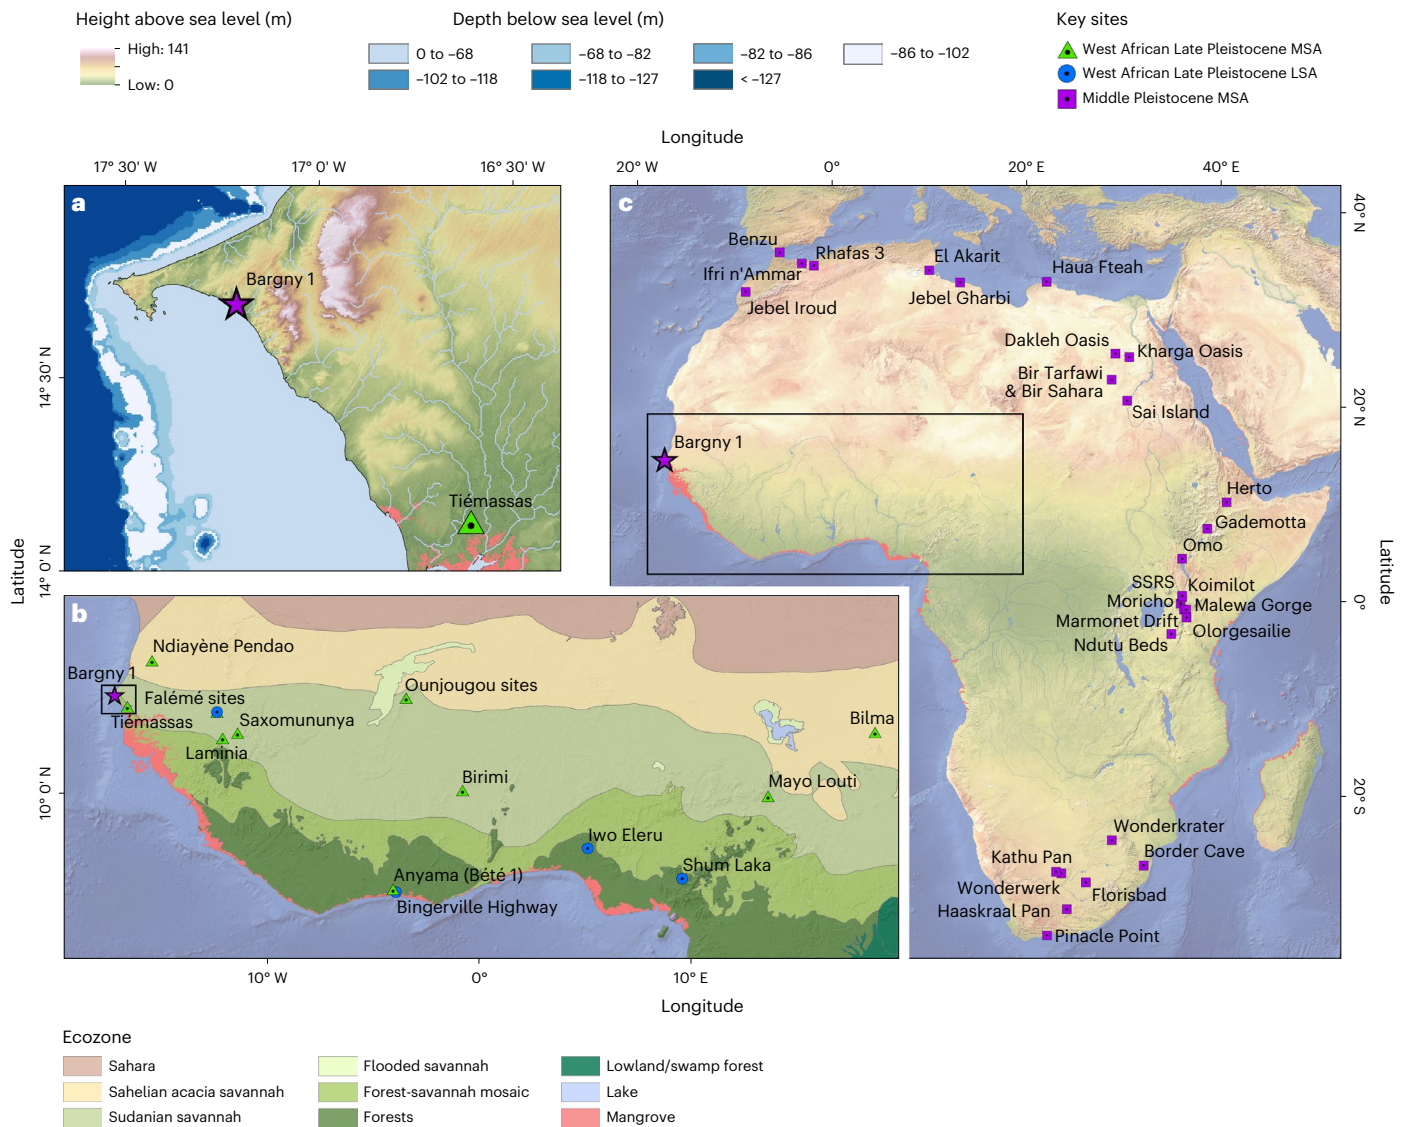 Height above sea level (m)
High: 141
Low: 0
Depth below sea level (m)
0 to –68
–68 to –82
–82 to –86
–86 to –102
–102 to –118
–118 to –127
< –127
Key sites
West African Late Pleistocene MSA
West African Late Pleistocene LSA
Middle Pleistocene MSA
Longitude
17° 30' W
17° 0' W
16° 30' W
20° W
0°
20° E
40° E
a
Bargny 1
Tiémassas
14° 30' N
14° 0' N
Latitude
c
Benzu
Rhafas 3
Ifri n'Ammar
Jebel Iroud
El Akarit
Jebel Gharbi
Haua Fteah
Dakleh Oasis
Kharga Oasis
Bir Tarfawi
& Bir Sahara
Sai Island
Bargny 1
Herto
Gademotta
Omo
SSRS
Koimilot
Moricho
Malewa Gorge
Marmonet Drift
Olorgesailie
Ndutu Beds
Wonderkrater
Border Cave
Kathu Pan
Wonderwerk
Florisbad
Haaskraal Pan
Pinacle Point
40° N
20° N
0°
20° S
Latitude
b
Ndiayène Pendao
Bargny 1
Falémé sites
Tiémassas
Saxomununya
Laminia
Ounjougou sites
Bilma
Birimi
Mayo Louti
Iwo Eleru
Shum Laka
Anyama (Bété 1)
Bingerville Highway
10° 0' N
10° W
0°
10° E
Longitude
Ecozone
Sahara
Sahelian acacia savannah
Sudanian savannah
Flooded savannah
Forest-savannah mosaic
Forests
Lowland/swamp forest
Lake
Mangrove